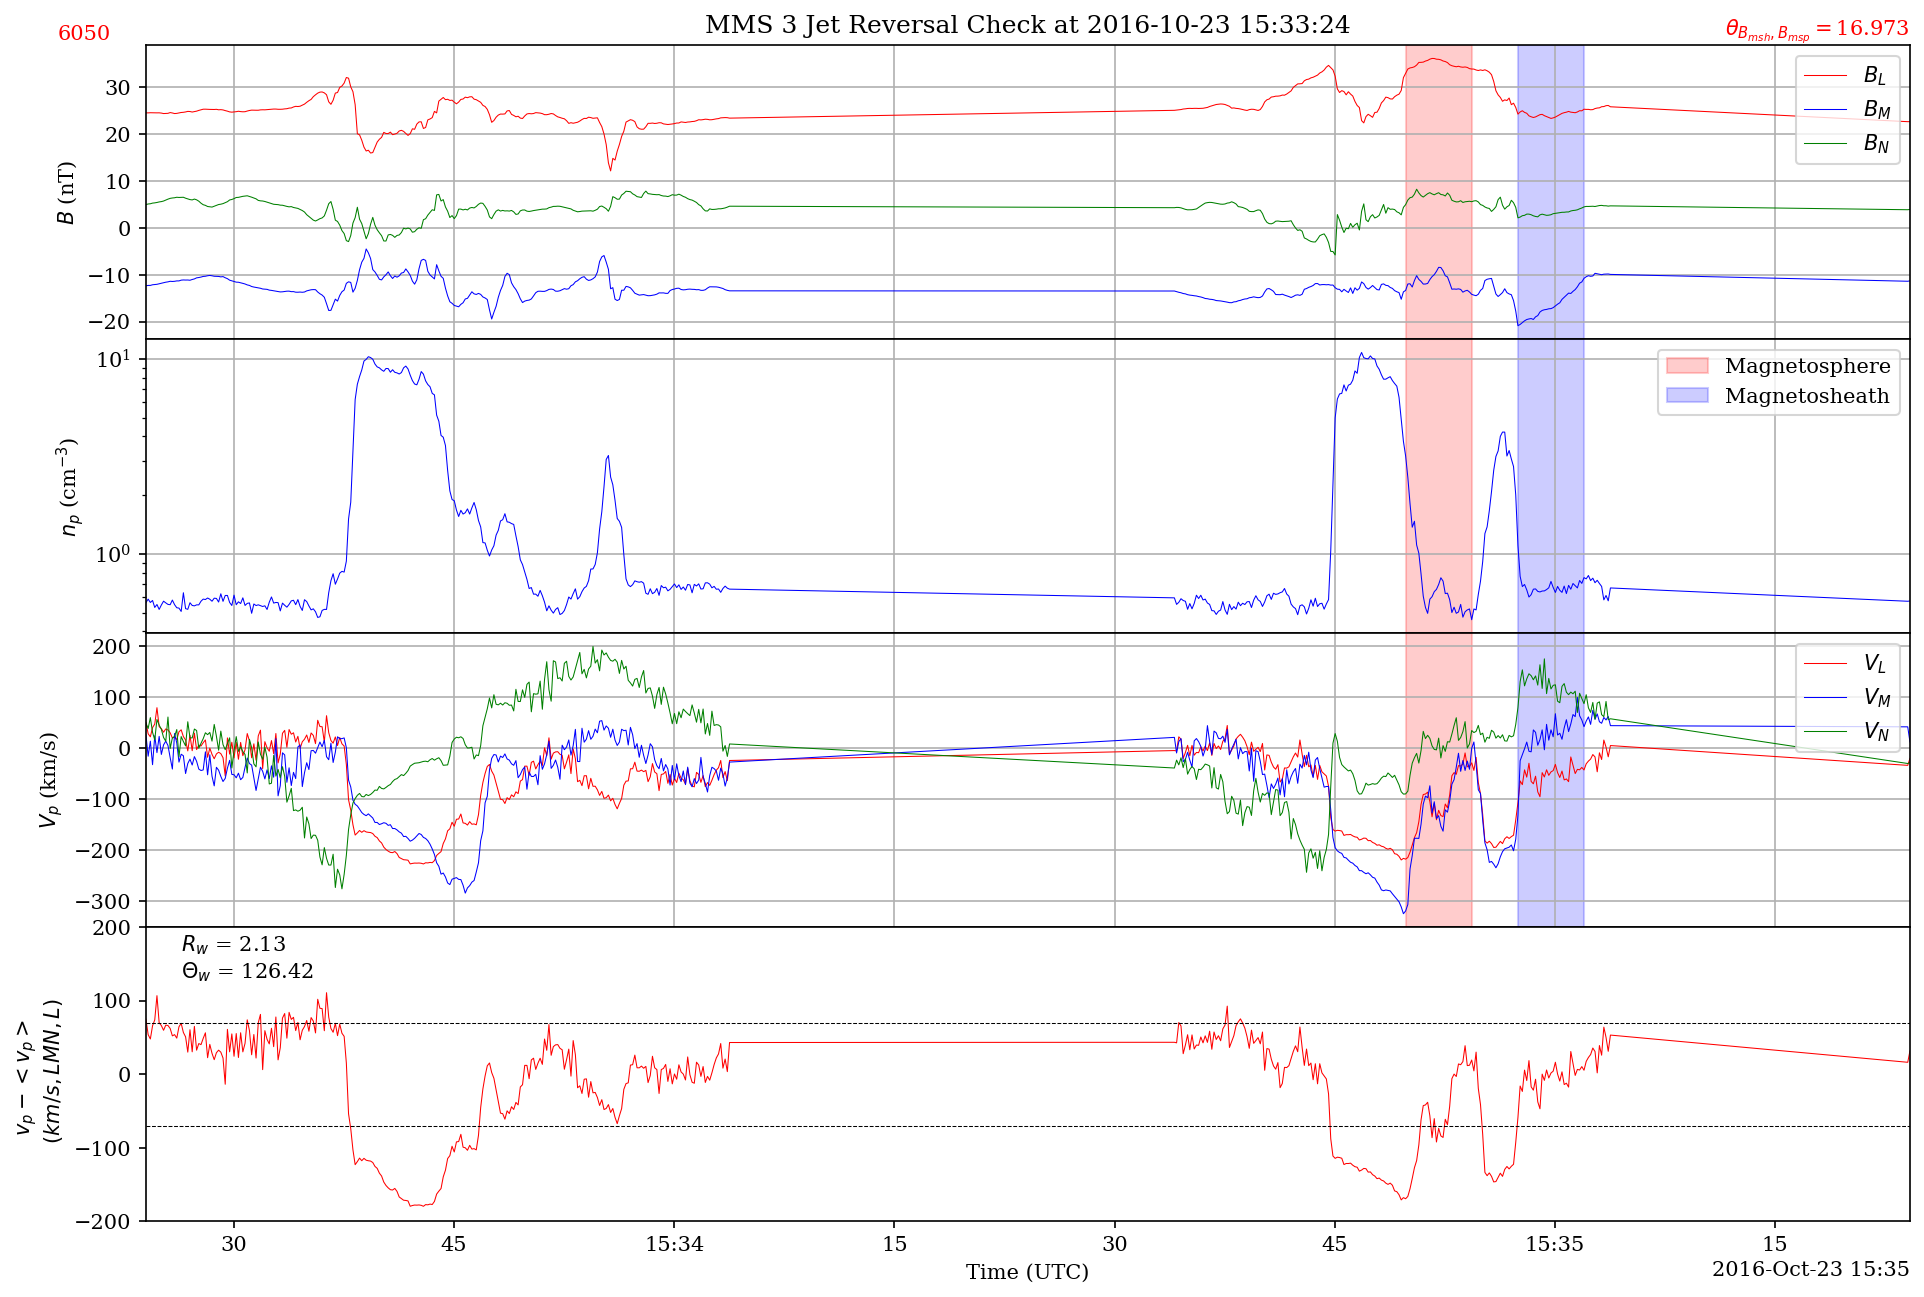 6050
MMS 3 Jet Reversal Check at 2016-10-23 15:33:24
θ_{B_{msh}, B_{msp}} = 16.973
30
20
10
0
−10
−20
B (nT)
B_L
B_M
B_N
10^1
10^0
n_p (cm^{−3})
Magnetosphere
Magnetosheath
200
100
0
−100
−200
−300
V_p (km/s)
V_L
V_M
V_N
200
100
0
−100
−200
v_p − < v_p >
(km/s, LMN, L)
R_w = 2.13
Θ_w = 126.42
30
45
15:34
15
30
45
15:35
15
Time (UTC)
2016-Oct-23 15:35